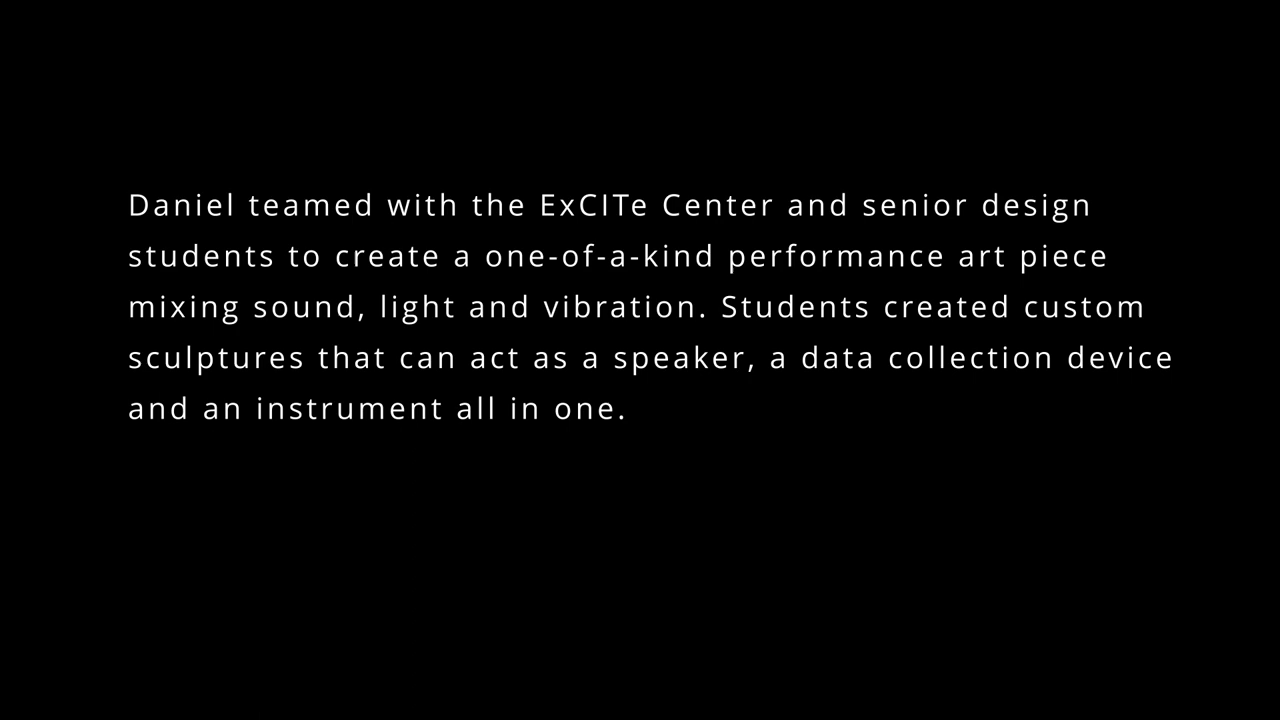 Daniel teamed with the ExCITe Center and senior design
students to create a one-of-a-kind performance art piece
mixing sound, light and vibration. Students created custom
sculptures that can act as a speaker, a data collection device
and an instrument all in one.